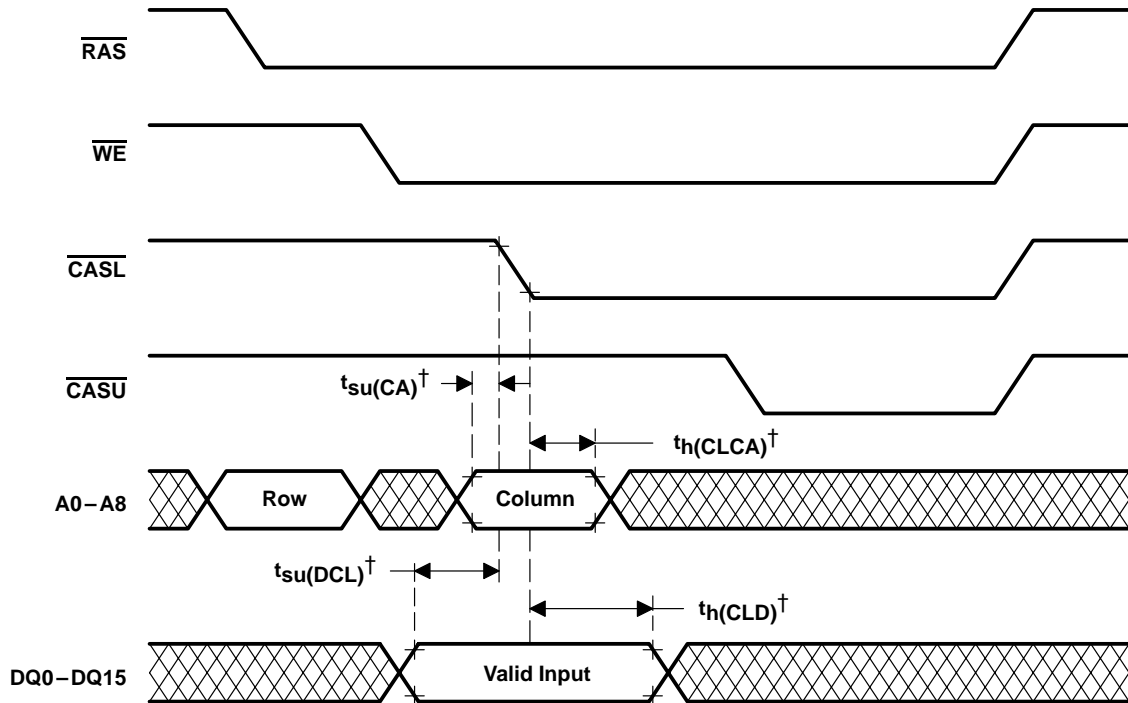 RAS
WE
CASL
CASU
tsu(CA)†
th(CLCA)†
A0–A8
Row
Column
tsu(DCL)†
th(CLD)†
DQ0–DQ15
Valid Input